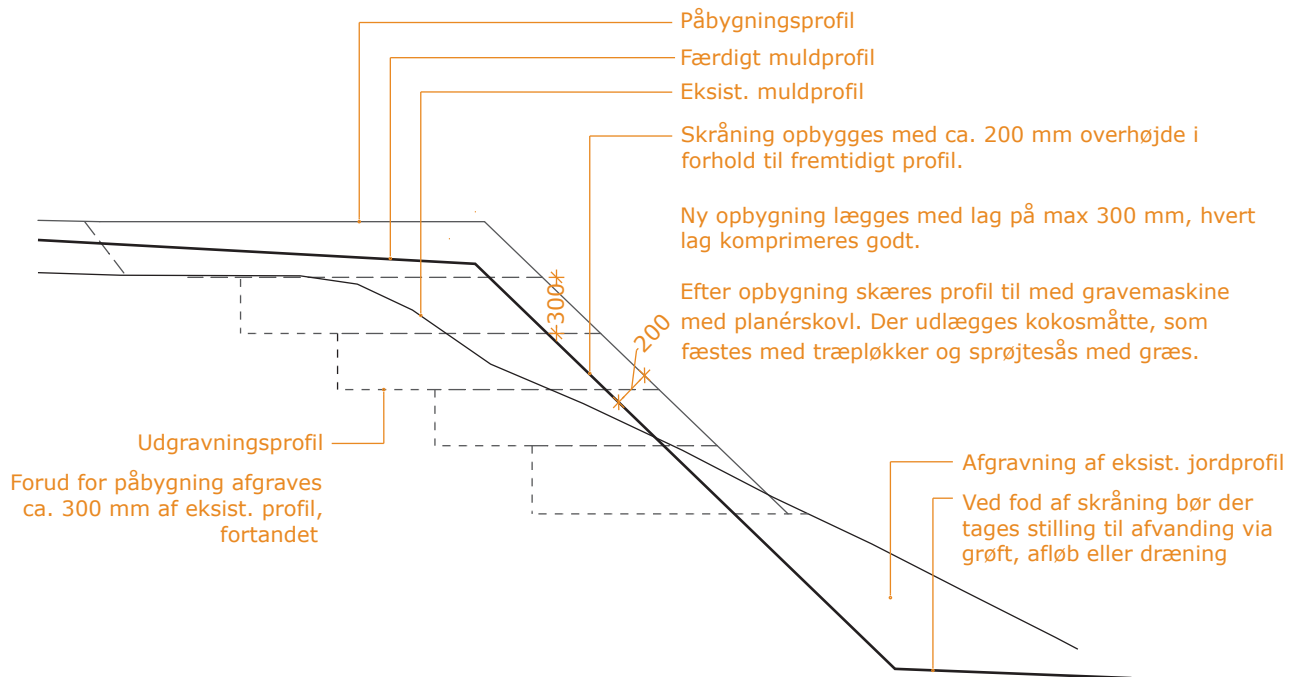 Påbygningsprofil
Færdigt muldprofil
Eksist. muldprofil
Skråning opbygges med ca. 200 mm overhøjde i
forhold til fremtidigt profil.
Ny opbygning lægges med lag på max 300 mm, hvert
lag komprimeres godt.
Efter opbygning skæres profil til med gravemaskine
med planérskovl. Der udlægges kokosmåtte, som
fæstes med træpløkker og sprøjtesås med græs.
300
200
Udgravningsprofil
Forud for påbygning afgraves
ca. 300 mm af eksist. profil,
fortandet
Afgravning af eksist. jordprofil
Ved fod af skråning bør der
tages stilling til afvanding via
grøft, afløb eller dræning